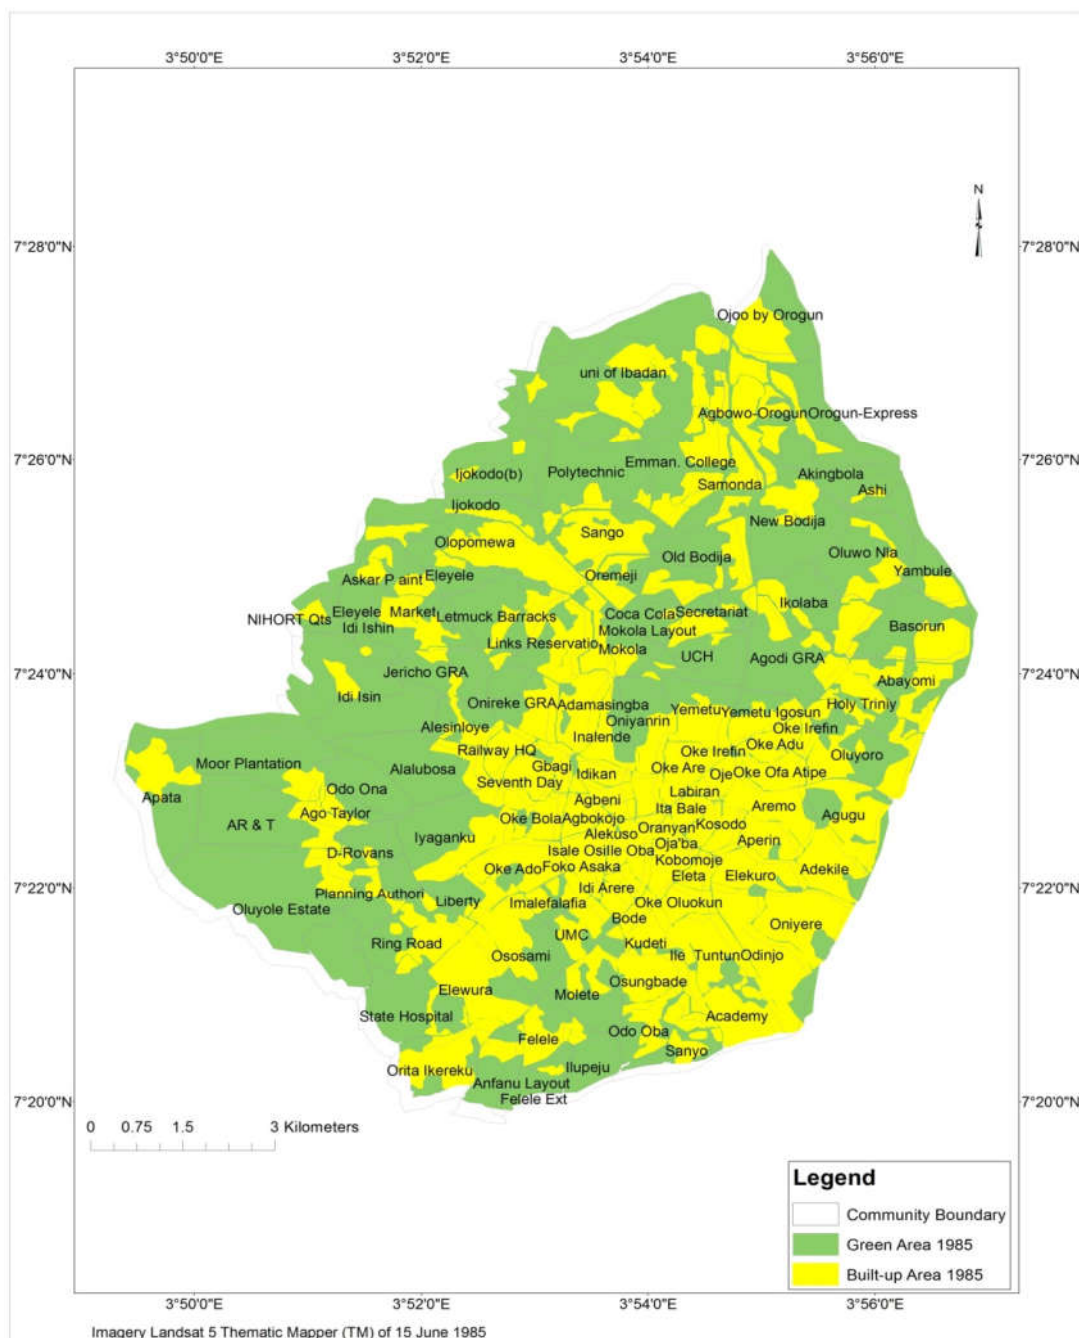 3°50'0"E 3°52'0"E 3°54'0"E 3°56'0"E
N
7°28'0"N 7°28'0"N
Ojoo by Orogun
uni of Ibadan
Agbowo-Orogun Orogun-Express
7°26'0"N 7°26'0"N
Emman. College
Ijokodo(b) Polytechnic Akingbola
Samonda Ashi
Ijokodo
New Bodija
Sango
Olopomewa
Old Bodija Oluwo Nla
Yambule
Askar P aint Eleyele Oremeji
Ikolaba
NIHORT Qts Eleyele Market Letmuck Barracks Coca Cola Secretariat
Idi Ishin Mokola Layout Basorun
Links Reservatio Mokola
UCH Agodi GRA
7°24'0"N 7°24'0"N
Jericho GRA Abayomi
Idi Isin Onireke GRA Adamasingba Holy Triniy
Yemetu Yemetu Igosun
Oniyanrin
Alesinloye Oke Irefin
Inalende
Railway HQ Oke Irefin Oke Adu
Oluyoro
Moor Plantation Alalubosa Gbagi Idikan Oke Are Oje Oke Ofa Atipe
Seventh Day
Apata Odo Ona Labiran
Agbeni Ita Bale Aremo
Ago Taylor Oke Bola Agbokojo Agugu
AR & T Oranyan Kosodo
Iyaganku Alekuso
Oja'ba Aperin
D-Rovans Isale Osille Oba
Kobomoje
Oke Ado Foko Asaka Adekile
Eleta Elekuro
7°22'0"N 7°22'0"N
Planning Authori Idi Arere
Liberty Imalefalafia Oke Oluokun
Oluyole Estate
Bode Oniyere
UMC
Ring Road Kudeti
Ososami Ile Tuntun Odinjo
Osungbade
Elewura Molete
State Hospital Academy
Odo Oba
Felele
Sanyo
Orita Ikereku Ilupeju
Anfanu Layout
Felele Ext
7°20'0"N 7°20'0"N
0 0.75 1.5 3 Kilometers
Legend
Community Boundary
Green Area 1985
Built-up Area 1985
3°50'0"E 3°52'0"E 3°54'0"E 3°56'0"E
Imagery Landsat 5 Thematic Mapper (TM) of 15 June 1985